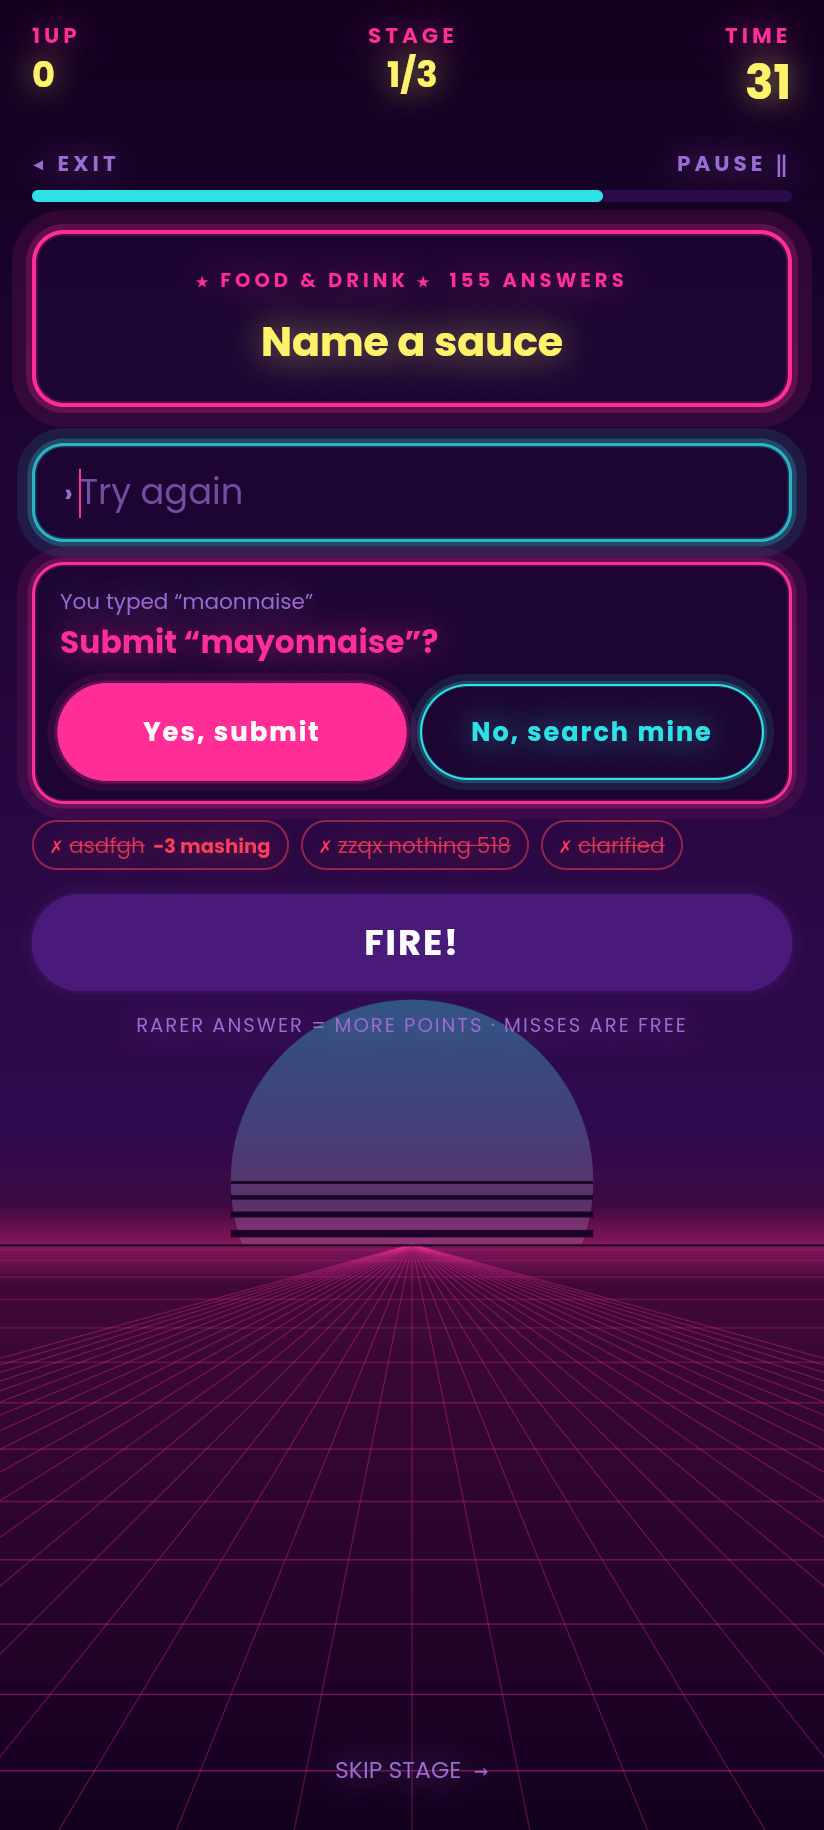 1UP
STAGE
TIME
0
1/3
31
◂ EXIT
PAUSE ||
★ FOOD & DRINK ★ 155 ANSWERS
Name a sauce
› Try again
You typed “maonnaise”
Submit “mayonnaise”?
Yes, submit
No, search mine
✗ asdfgh -3 mashing
✗ zzqx nothing 518
✗ clarified
FIRE!
RARER ANSWER = MORE POINTS · MISSES ARE FREE
SKIP STAGE →